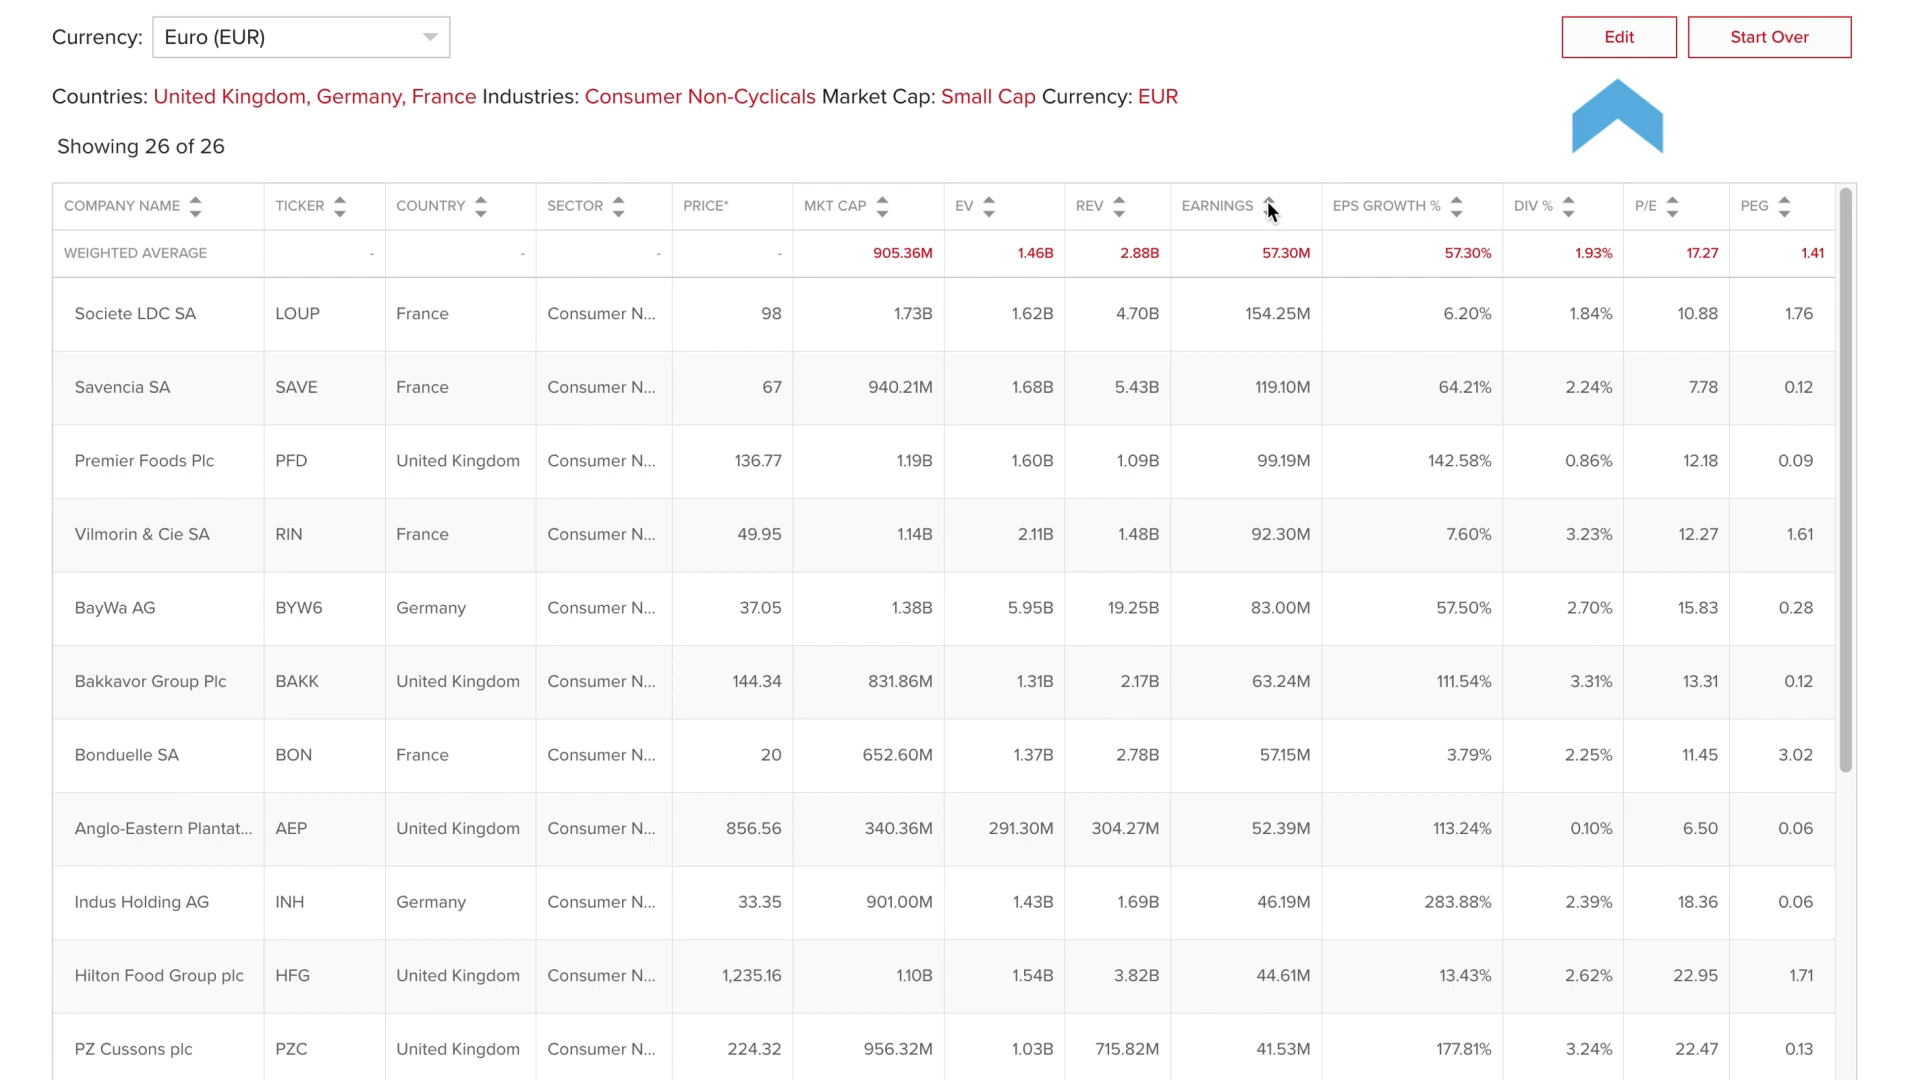 Currency: Euro (EUR) Edit Start Over
Countries: United Kingdom, Germany, France Industries: Consumer Non-Cyclicals Market Cap: Small Cap Currency: EUR
Showing 26 of 26
COMPANY NAME TICKER COUNTRY SECTOR PRICE* MKT CAP EV REV EARNINGS EPS GROWTH % DIV % P/E PEG
WEIGHTED AVERAGE - - - - 905.36M 1.46B 2.88B 57.30M 57.30% 1.93% 17.27 1.41
Societe LDC SA LOUP France Consumer N... 98 1.73B 1.62B 4.70B 154.25M 6.20% 1.84% 10.88 1.76
Savencia SA SAVE France Consumer N... 67 940.21M 1.68B 5.43B 119.10M 64.21% 2.24% 7.78 0.12
Premier Foods Plc PFD United Kingdom Consumer N... 136.77 1.19B 1.60B 1.09B 99.19M 142.58% 0.86% 12.18 0.09
Vilmorin & Cie SA RIN France Consumer N... 49.95 1.14B 2.11B 1.48B 92.30M 7.60% 3.23% 12.27 1.61
BayWa AG BYW6 Germany Consumer N... 37.05 1.38B 5.95B 19.25B 83.00M 57.50% 2.70% 15.83 0.28
Bakkavor Group Plc BAKK United Kingdom Consumer N... 144.34 831.86M 1.31B 2.17B 63.24M 111.54% 3.31% 13.31 0.12
Bonduelle SA BON France Consumer N... 20 652.60M 1.37B 2.78B 57.15M 3.79% 2.25% 11.45 3.02
Anglo-Eastern Plantat... AEP United Kingdom Consumer N... 856.56 340.36M 291.30M 304.27M 52.39M 113.24% 0.10% 6.50 0.06
Indus Holding AG INH Germany Consumer N... 33.35 901.00M 1.43B 1.69B 46.19M 283.88% 2.39% 18.36 0.06
Hilton Food Group plc HFG United Kingdom Consumer N... 1,235.16 1.10B 1.54B 3.82B 44.61M 13.43% 2.62% 22.95 1.71
PZ Cussons plc PZC United Kingdom Consumer N... 224.32 956.32M 1.03B 715.82M 41.53M 177.81% 3.24% 22.47 0.13